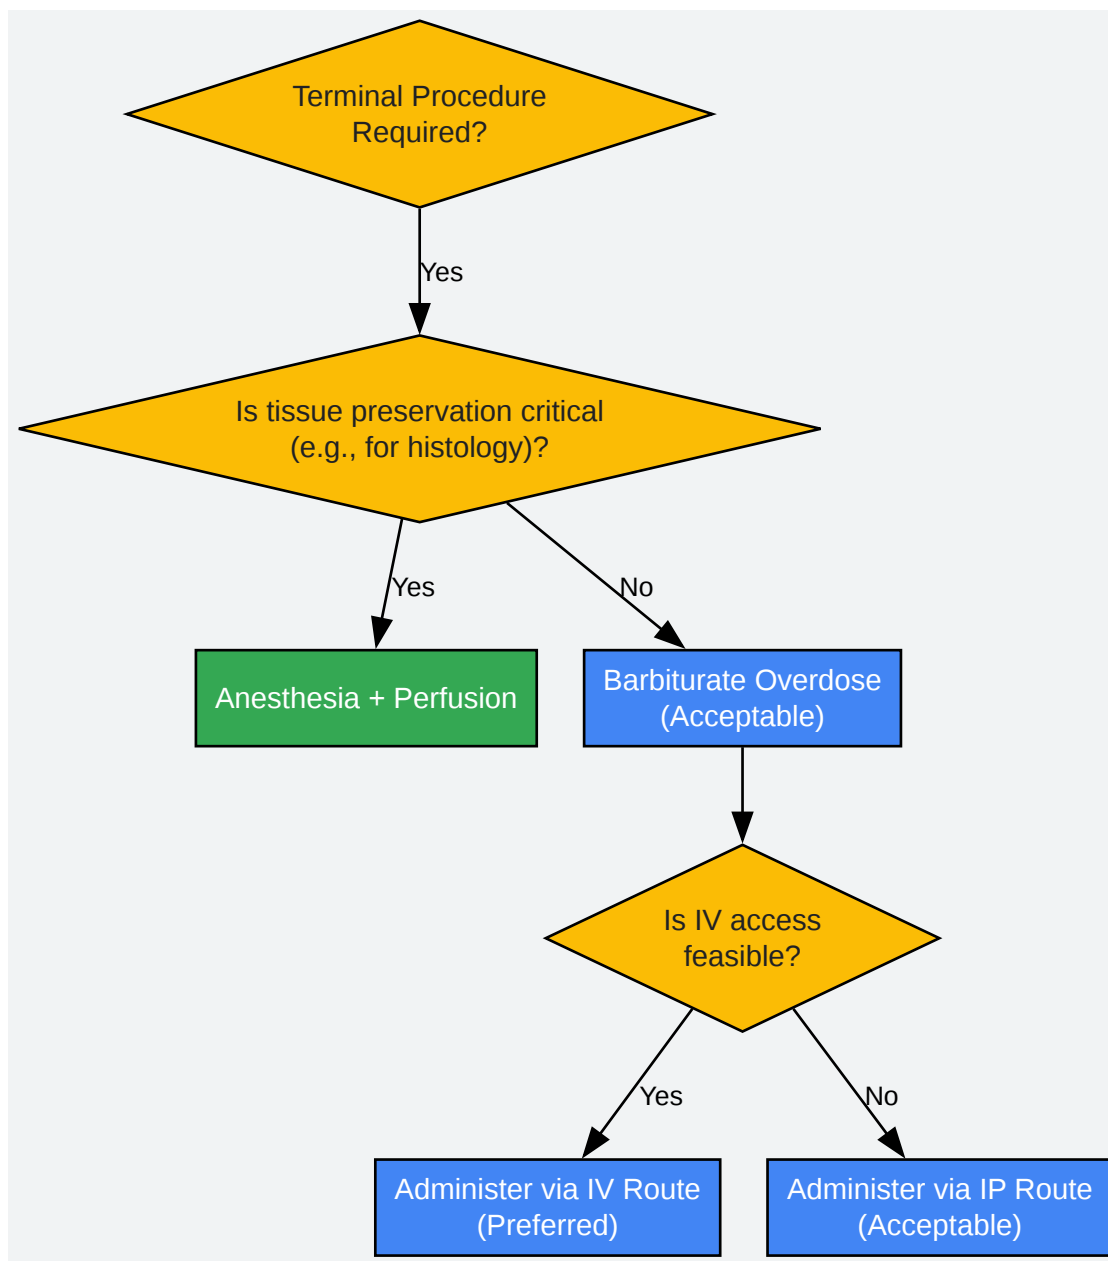 Terminal Procedure
Required?
Yes
Is tissue preservation critical
(e.g., for histology)?
Yes
No
Anesthesia + Perfusion
Barbiturate Overdose
(Acceptable)
Is IV access
feasible?
Yes
No
Administer via IV Route
(Preferred)
Administer via IP Route
(Acceptable)